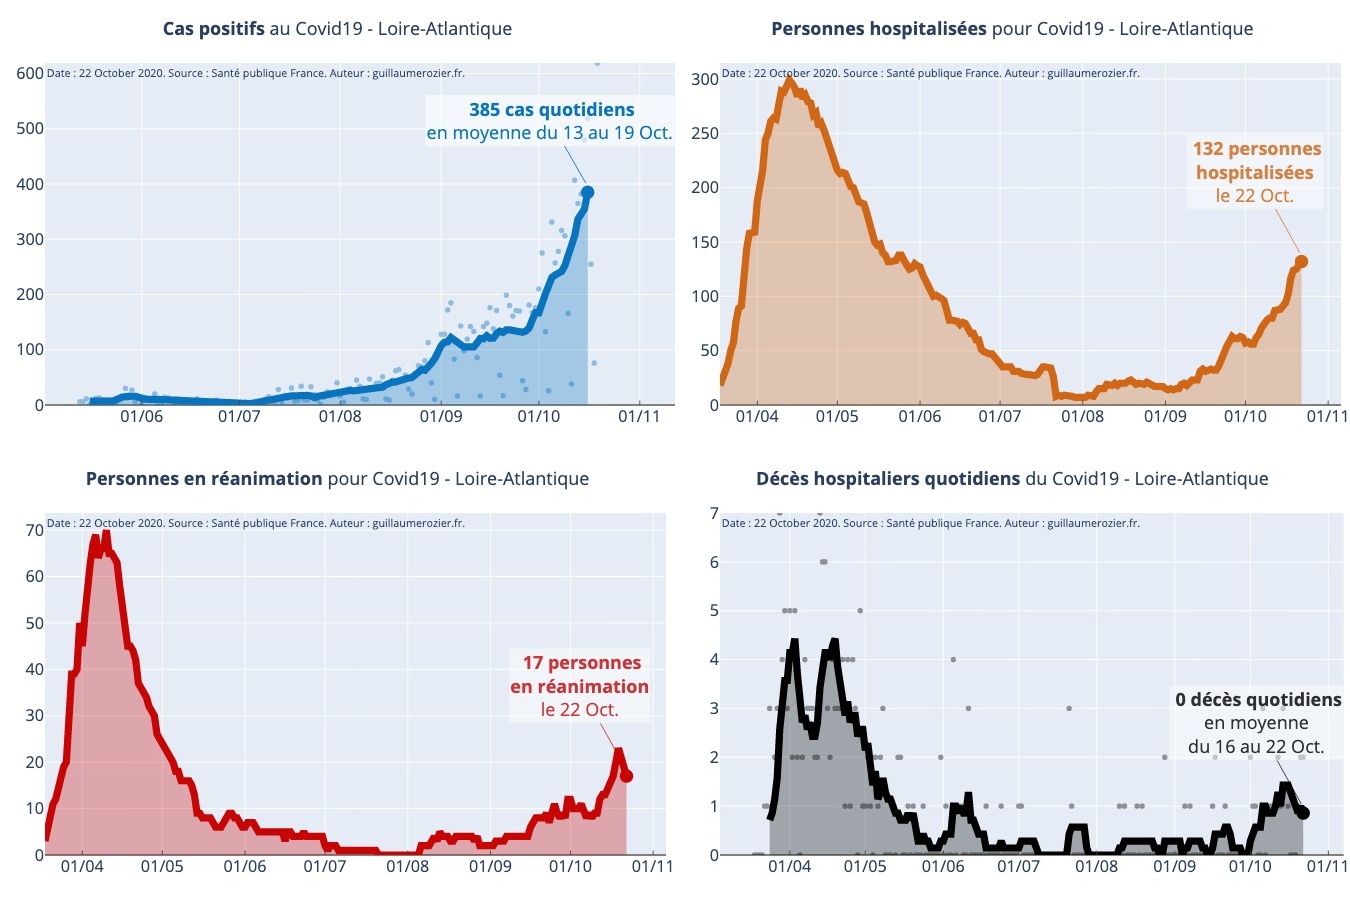 Cas positifs au Covid19 - Loire-Atlantique
Date : 22 October 2020. Source : Santé publique France. Auteur : guillaumerozier.fr.
600
500
400
300
200
100
0
385 cas quotidiens
en moyenne du 13 au 19 Oct.
01/06 01/07 01/08 01/09 01/10 01/11
Personnes hospitalisées pour Covid19 - Loire-Atlantique
Date : 22 October 2020. Source : Santé publique France. Auteur : guillaumerozier.fr.
300
250
200
150
100
50
0
132 personnes
hospitalisées
le 22 Oct.
01/04 01/05 01/06 01/07 01/08 01/09 01/10 01/11
Personnes en réanimation pour Covid19 - Loire-Atlantique
Date : 22 October 2020. Source : Santé publique France. Auteur : guillaumerozier.fr.
70
60
50
40
30
20
10
0
17 personnes
en réanimation
le 22 Oct.
01/04 01/05 01/06 01/07 01/08 01/09 01/10 01/11
Décès hospitaliers quotidiens du Covid19 - Loire-Atlantique
Date : 22 October 2020. Source : Santé publique France. Auteur : guillaumerozier.fr.
7
6
5
4
3
2
1
0
0 décès quotidiens
en moyenne
du 16 au 22 Oct.
01/04 01/05 01/06 01/07 01/08 01/09 01/10 01/11